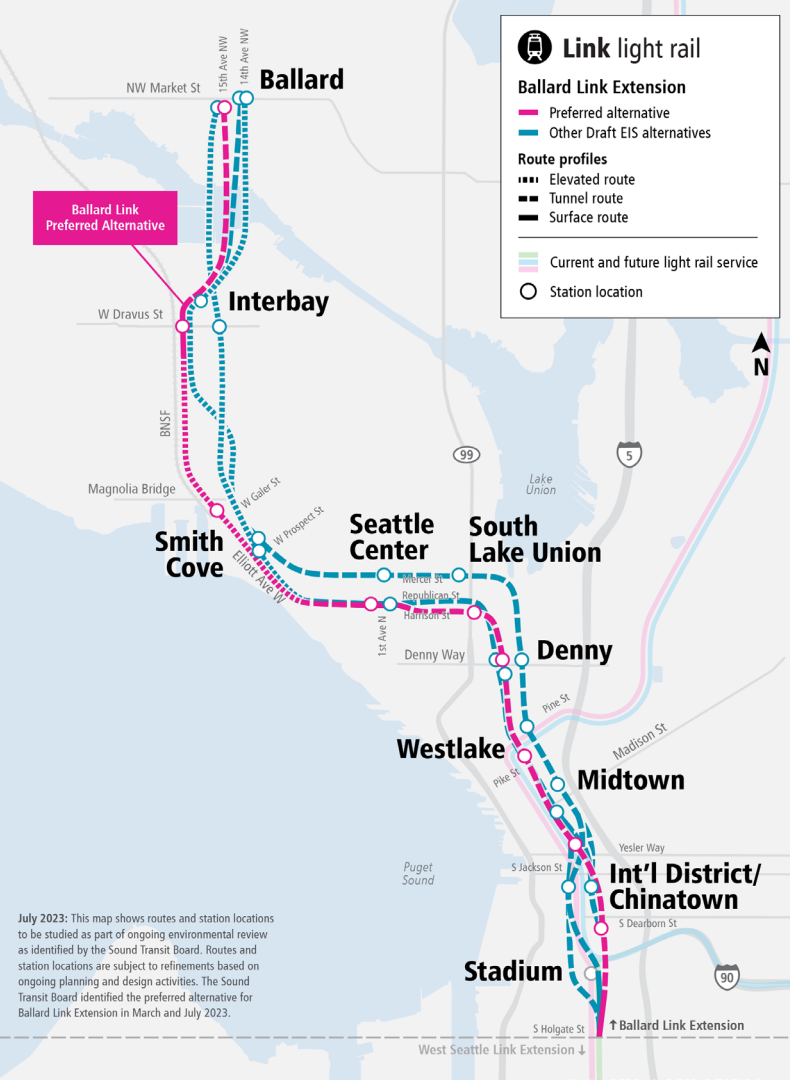 15th Ave NW
14th Ave NW
NW Market St
Ballard
Link light rail
Ballard Link Extension
Preferred alternative
Other Draft EIS alternatives
Route profiles
Elevated route
Tunnel route
Surface route
Current and future light rail service
Station location
Ballard Link
Preferred Alternative
Interbay
W Dravus St
N
BNSF
99
5
Magnolia Bridge
W Galer St
W Prospect St
Lake
Union
Smith
Cove
Elliott Ave W
Seattle
Center
South
Lake Union
Mercer St
Republican St
Harrison St
1st Ave N
Denny Way
Denny
Pine St
Madison St
Westlake
Pike St
Midtown
Yesler Way
Puget
Sound
S Jackson St
Int'l District/
Chinatown
S Dearborn St
July 2023: This map shows routes and station locations
to be studied as part of ongoing environmental review
as identified by the Sound Transit Board. Routes and
station locations are subject to refinements based on
ongoing planning and design activities. The Sound
Transit Board identified the preferred alternative for
Ballard Link Extension in March and July 2023.
Stadium
90
S Holgate St
↑Ballard Link Extension
West Seattle Link Extension ↓